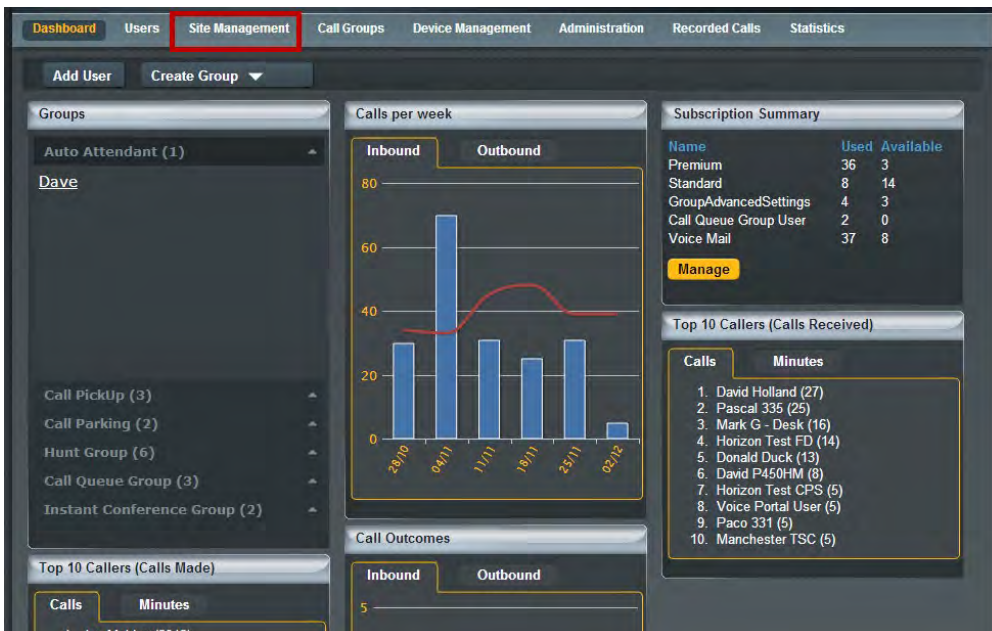 Dashboard Users Site Management Call Groups Device Management Administration Recorded Calls Statistics
Add User Create Group
Groups
Auto Attendant (1)
Dave
Call PickUp (3)
Call Parking (2)
Hunt Group (6)
Call Queue Group (3)
Instant Conference Group (2)
Top 10 Callers (Calls Made)
Calls Minutes
Calls per week
Inbound Outbound
80
60
40
20
0
28/10 04/11 11/11 18/11 25/11 02/12
Call Outcomes
Inbound Outbound
5
Subscription Summary
Name Used Available
Premium 36 3
Standard 8 14
GroupAdvancedSettings 4 3
Call Queue Group User 2 0
Voice Mail 37 8
Manage
Top 10 Callers (Calls Received)
Calls Minutes
1. David Holland (27)
2. Pascal 335 (25)
3. Mark G - Desk (16)
4. Horizon Test FD (14)
5. Donald Duck (13)
6. David P450HM (8)
7. Horizon Test CPS (5)
8. Voice Portal User (5)
9. Paco 331 (5)
10. Manchester TSC (5)